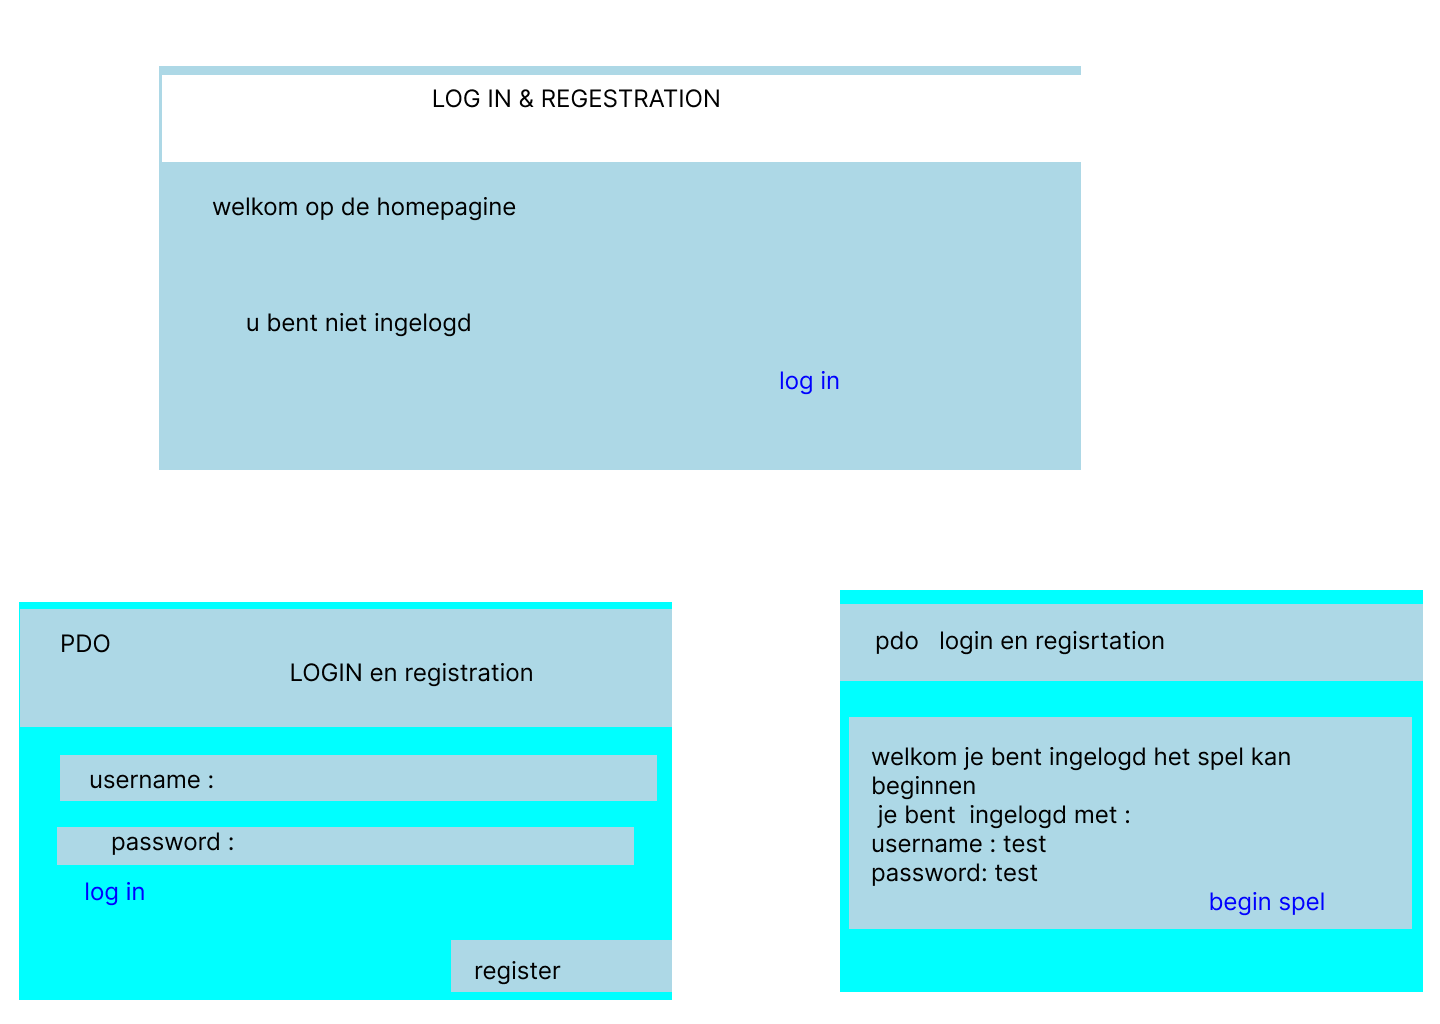 LOG IN & REGESTRATION
welkom op de homepagine
u bent niet ingelogd
log in
PDO
LOGIN en registration
username :
password :
log in
register
pdo login en regisrtation
welkom je bent ingelogd het spel kan
beginnen
je bent ingelogd met :
username : test
password: test
begin spel